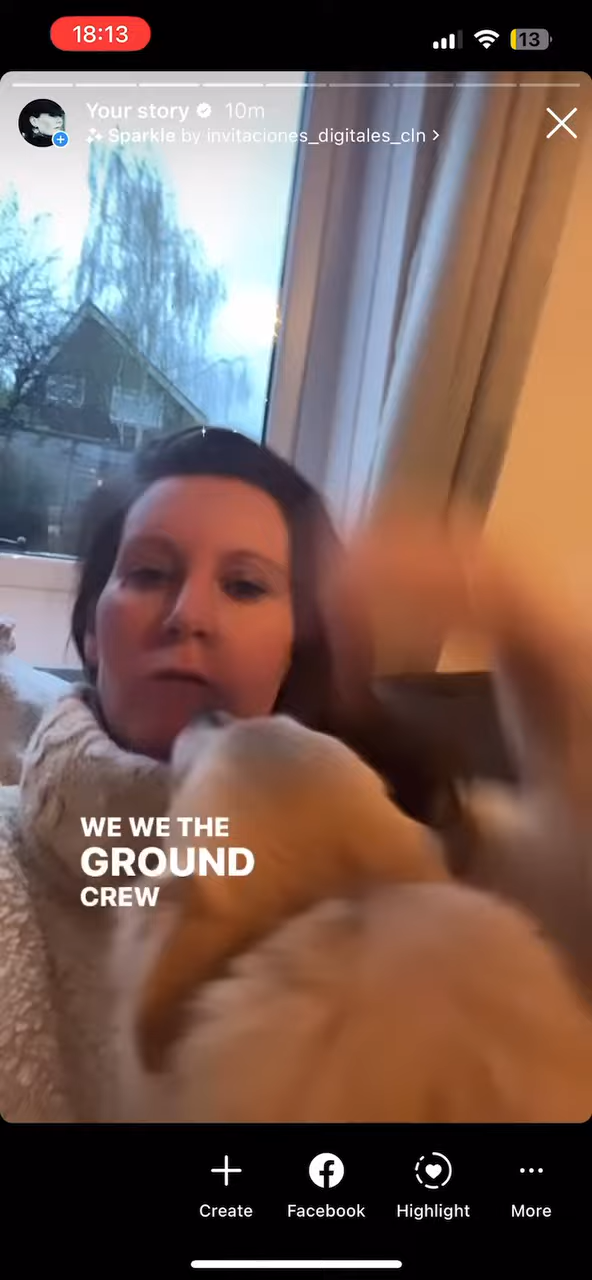 18:13
13
Your story 10m
Sparkle by invitaciones_digitales_cln >
WE WE THE
GROUND
CREW
Create Facebook Highlight More